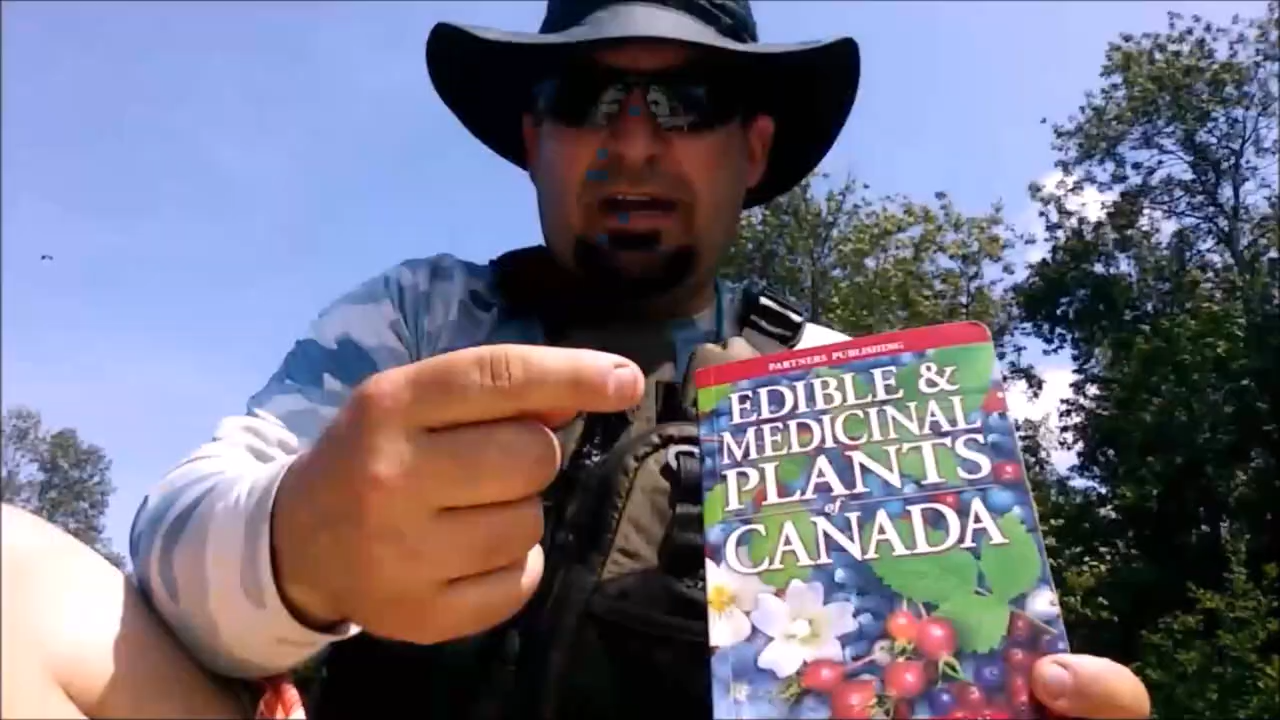 PARTNERS PUBLISHING
EDIBLE &
MEDICINAL
PLANTS
of
CANADA